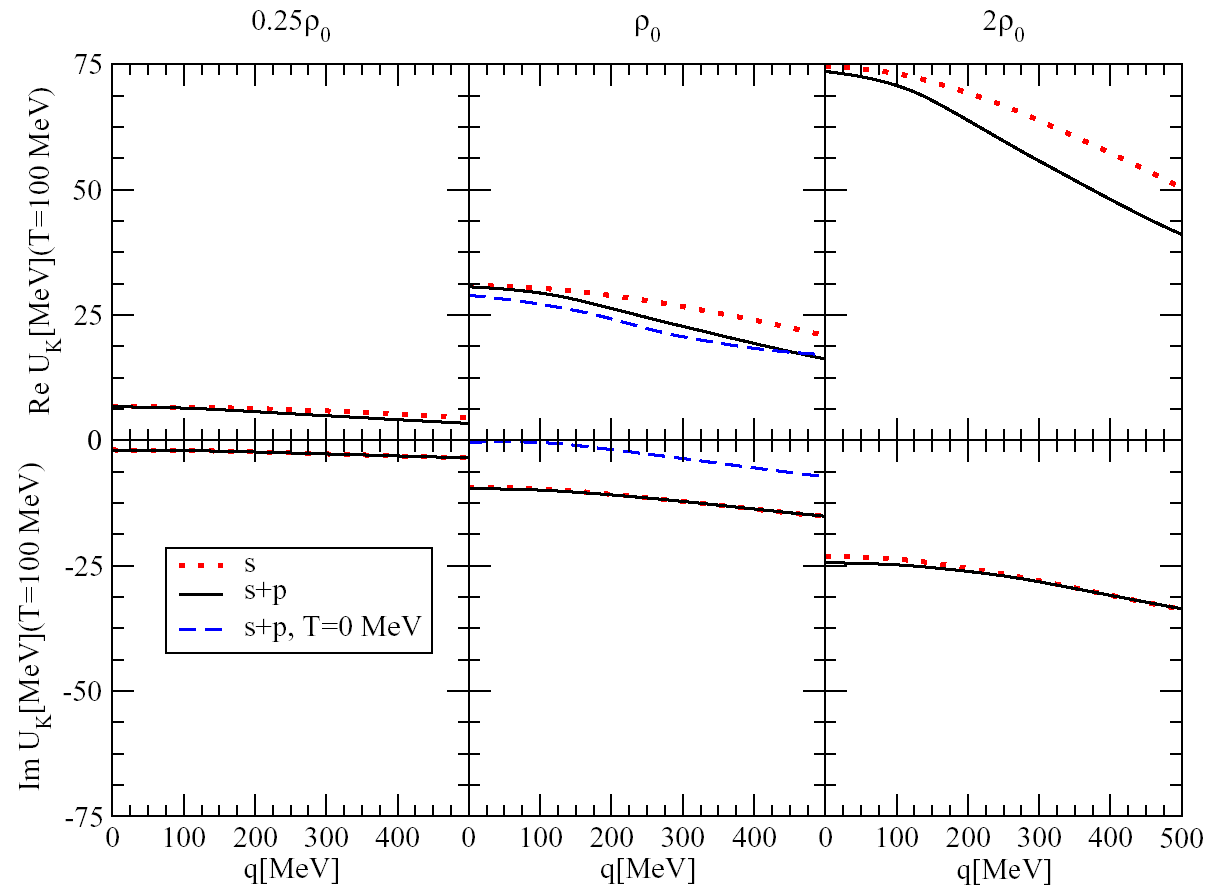 0.25ρ₀ ρ₀ 2ρ₀
Re U_K[MeV](T=100 MeV)
75
50
25
0
Im U_K[MeV](T=100 MeV)
-25
-50
-75
s
s+p
s+p, T=0 MeV
0 100 200 300 400 0 100 200 300 400 0 100 200 300 400 500
q[MeV] q[MeV] q[MeV]